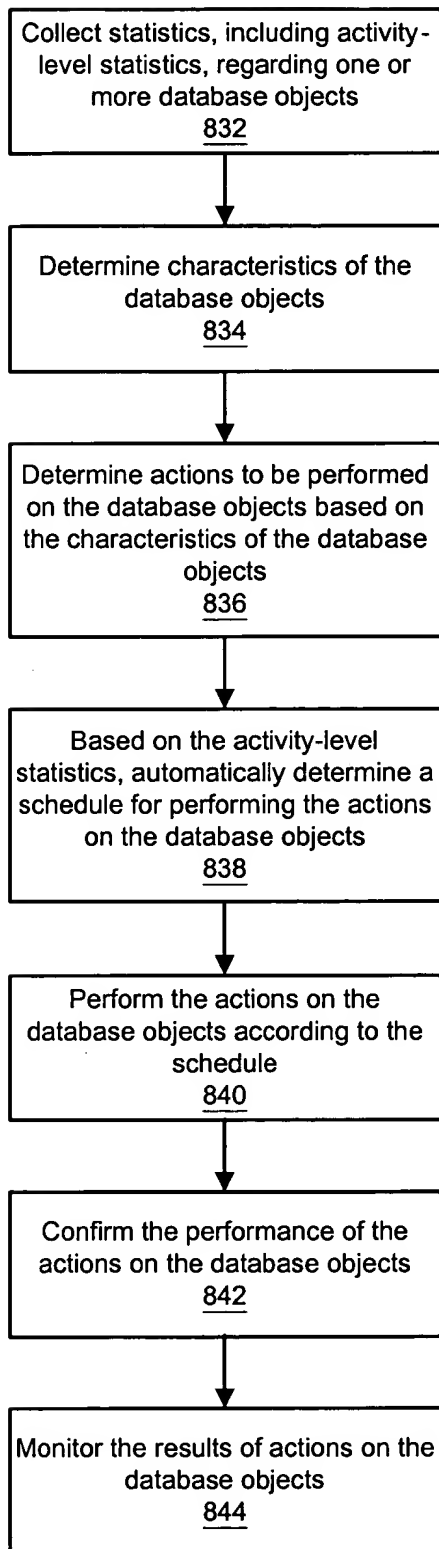 Collect statistics, including activity-
level statistics, regarding one or
more database objects
832
Determine characteristics of the
database objects
834
Determine actions to be performed
on the database objects based on
the characteristics of the database
objects
836
Based on the activity-level
statistics, automatically determine a
schedule for performing the actions
on the database objects
838
Perform the actions on the
database objects according to the
schedule
840
Confirm the performance of the
actions on the database objects
842
Monitor the results of actions on the
database objects
844